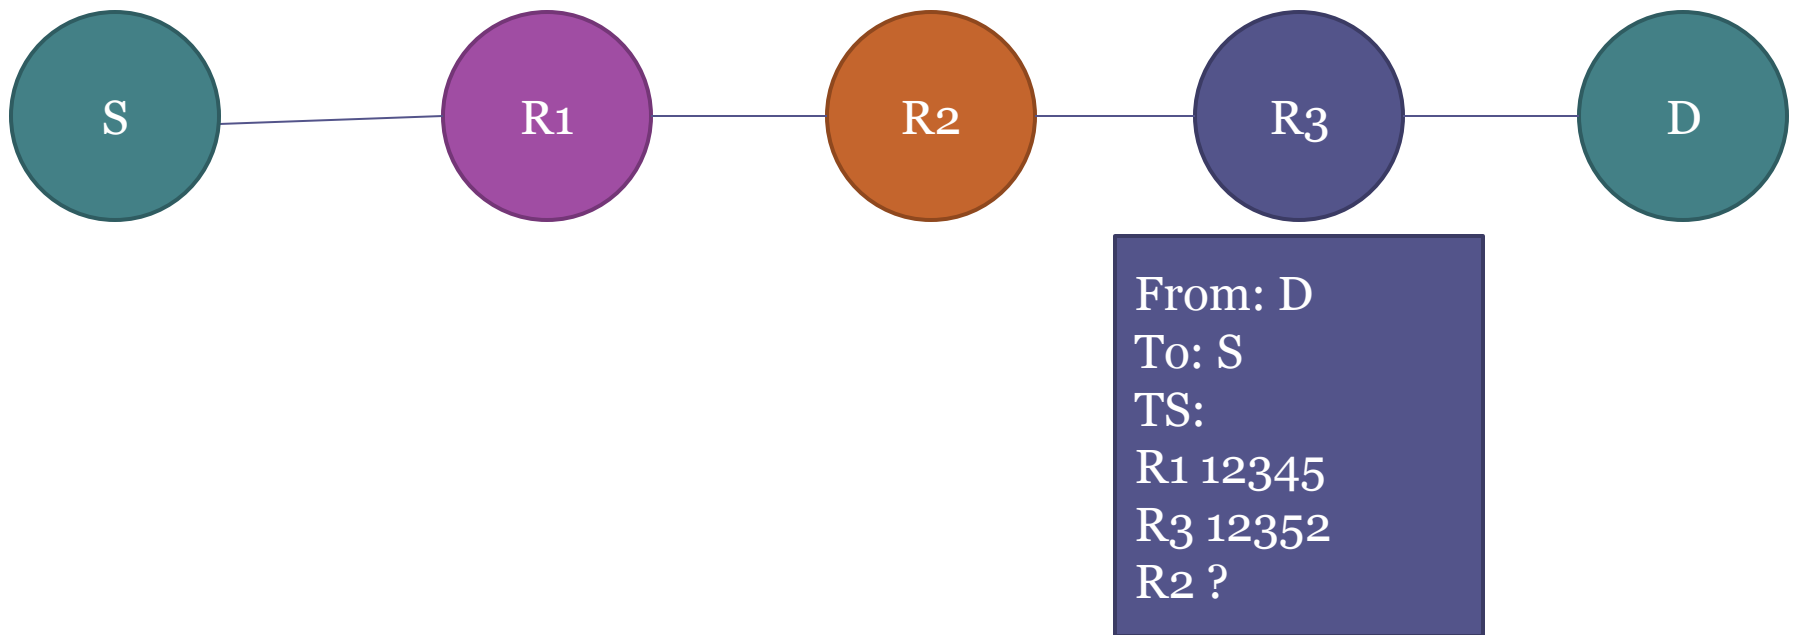 S
R1
R2
R3
D
From: D
To: S
TS:
R1 12345
R3 12352
R2 ?